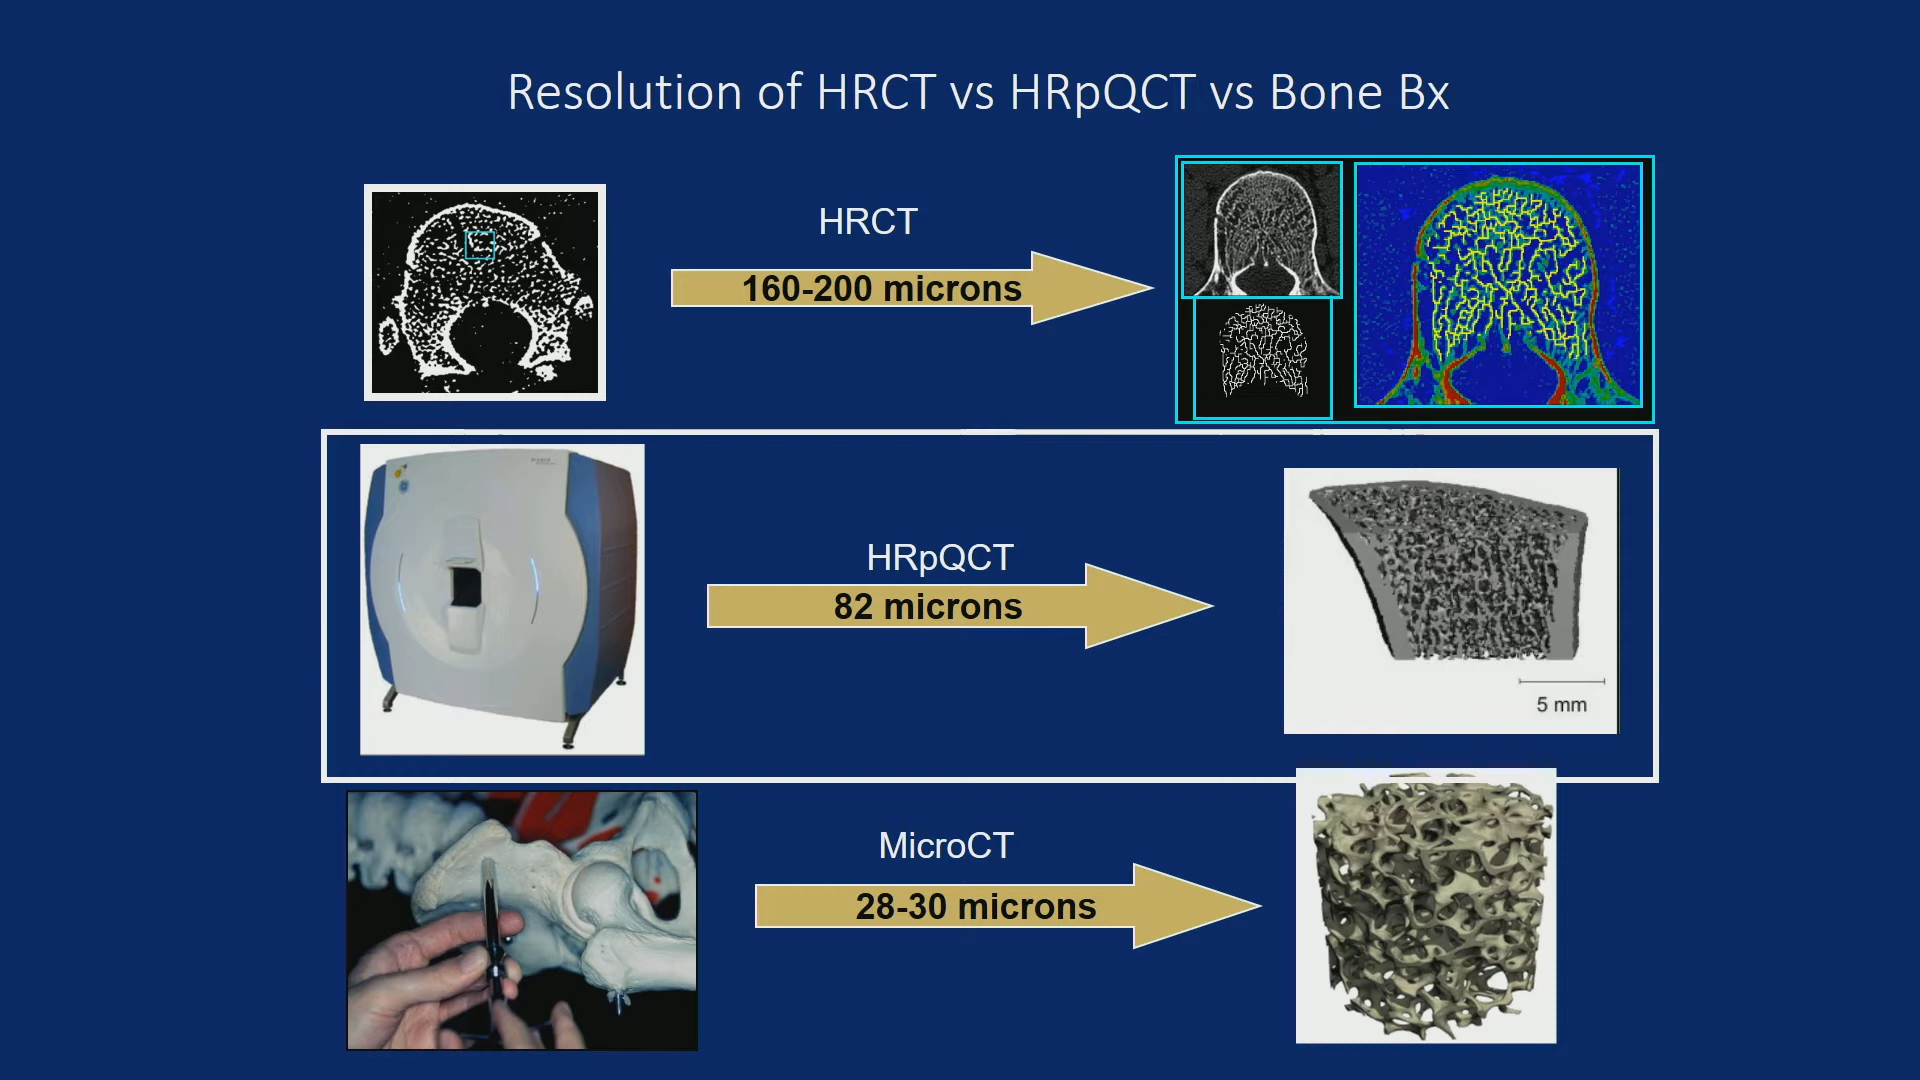 Resolution of HRCT vs HRpQCT vs Bone Bx
HRCT
160-200 microns
HRpQCT
82 microns
5 mm
MicroCT
28-30 microns